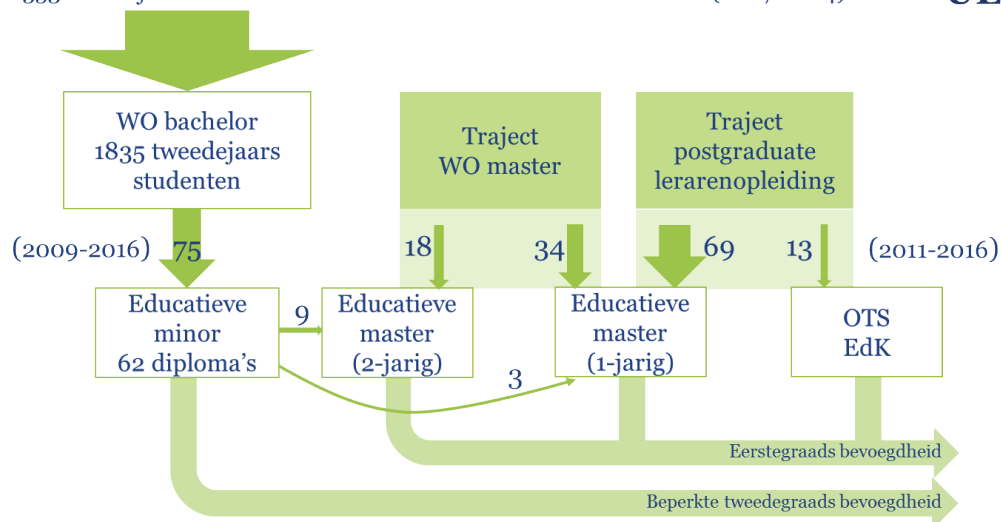 WO bachelor
1835 tweedejaars
studenten
Traject
WO master
Traject
postgraduate
lerarenopleiding
(2009-2016)
75
18
34
69
13
(2011-2016)
Educatieve
minor
62 diploma's
9
Educatieve
master
(2-jarig)
3
Educatieve
master
(1-jarig)
OTS
EdK
Eerstegraads bevoegdheid
Beperkte tweedegraads bevoegdheid